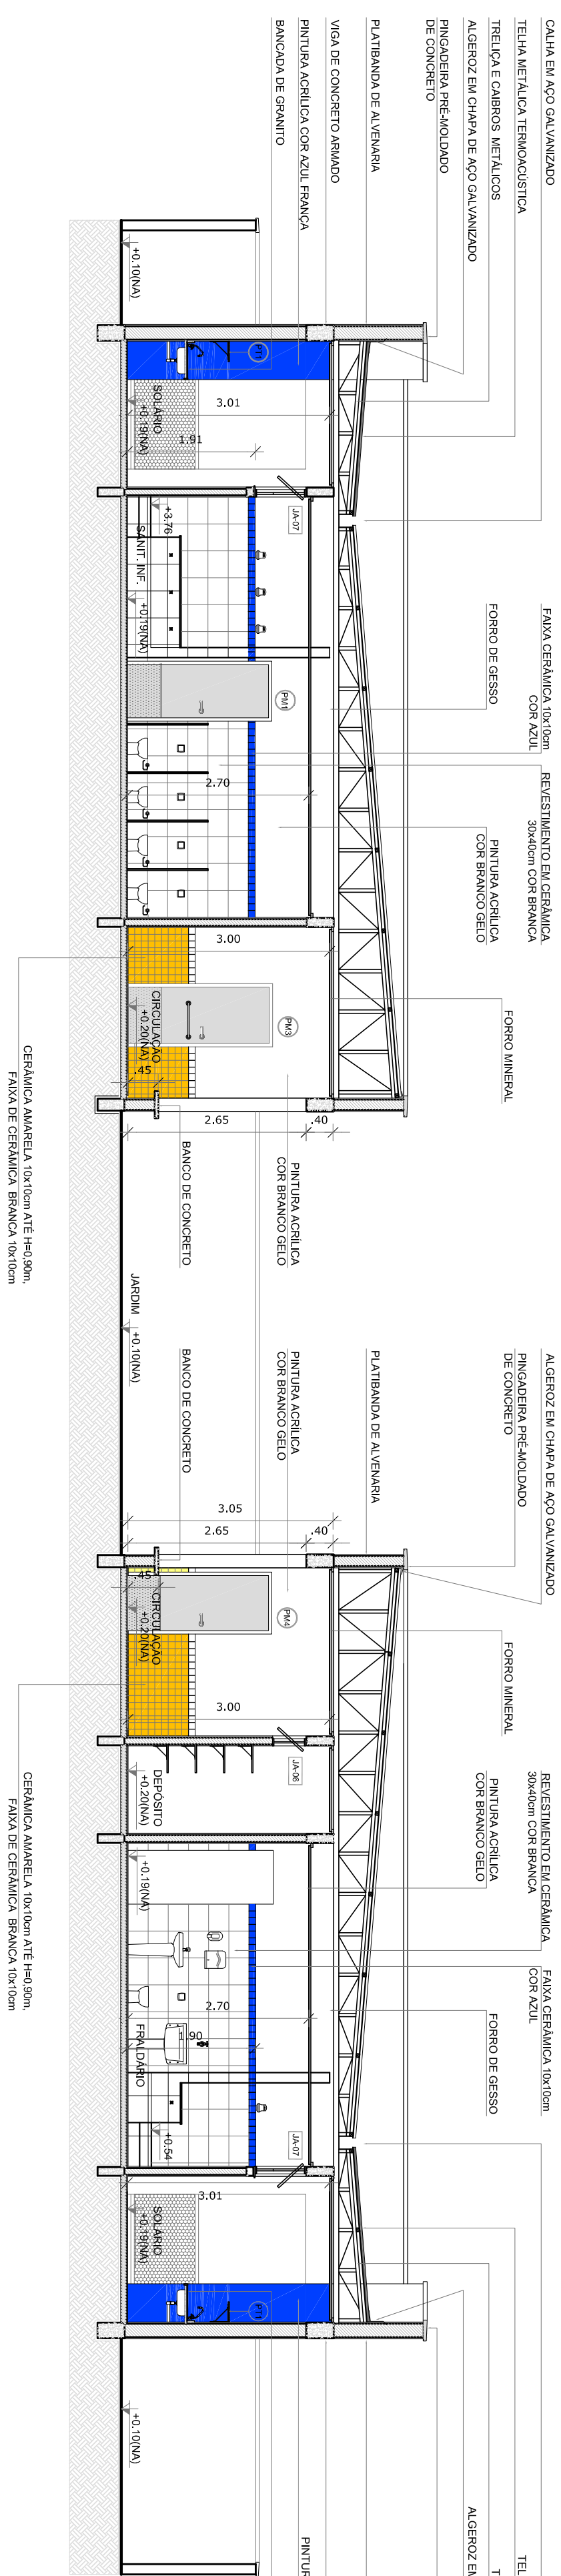 CALHA EM AÇO GALVANIZADO
TELHA METÁLICA TERMOACÚSTICA
TRELIÇA E CAIBROS METÁLICOS
ALGEROZ EM CHAPA DE AÇO GALVANIZADO
PINGADEIRA PRÉ-MOLDADO
DE CONCRETO
PLATIBANDA DE ALVENARIA
VIGA DE CONCRETO ARMADO
PINTURA ACRÍLICA COR AZUL FRANÇA
BANCADA DE GRANITO
FAIXA CERÂMICA 10x10cm
COR AZUL
FORRO DE GESSO
REVESTIMENTO EM CERÂMICA
30x40cm COR BRANCA
PINTURA ACRÍLICA
COR BRANCO GELO
FORRO MINERAL
PINTURA ACRÍLICA
COR BRANCO GELO
BANCO DE CONCRETO
ALGEROZ EM CHAPA DE AÇO GALVANIZADO
PINGADEIRA PRÉ-MOLDADO
DE CONCRETO
PLATIBANDA DE ALVENARIA
PINTURA ACRÍLICA
COR BRANCO GELO
BANCO DE CONCRETO
FORRO MINERAL
REVESTIMENTO EM CERÂMICA
30x40cm COR BRANCA
PINTURA ACRÍLICA
COR BRANCO GELO
FAIXA CERÂMICA 10x10cm
COR AZUL
FORRO DE GESSO
TEL
T
ALGEROZ EM
PINTUR
+0.10(NA)
PT1
3.01
1.91
SOLÁRIO
+0.19(NA)
JA-07
+3.76
SANIT. INF.
+0.19(NA)
PM1
2.70
3.00
PM3
CIRCULAÇÃO
+0.20(NA)
.45
2.65
.40
JARDIM
+0.10(NA)
3.05
2.65
.40
.45
PM4
CIRCULAÇÃO
+0.20(NA)
3.00
JA-06
DEPÓSITO
+0.20(NA)
+0.19(NA)
2.70
1.90
FRALDÁRIO
+0.54
JA-07
3.01
SOLÁRIO
+0.19(NA)
PT1
+0.10(NA)
CERÂMICA AMARELA 10x10cm ATÉ H=0,90m,
FAIXA DE CERÂMICA BRANCA 10x10cm
CERÂMICA AMARELA 10x10cm ATÉ H=0,90m,
FAIXA DE CERÂMICA BRANCA 10x10cm